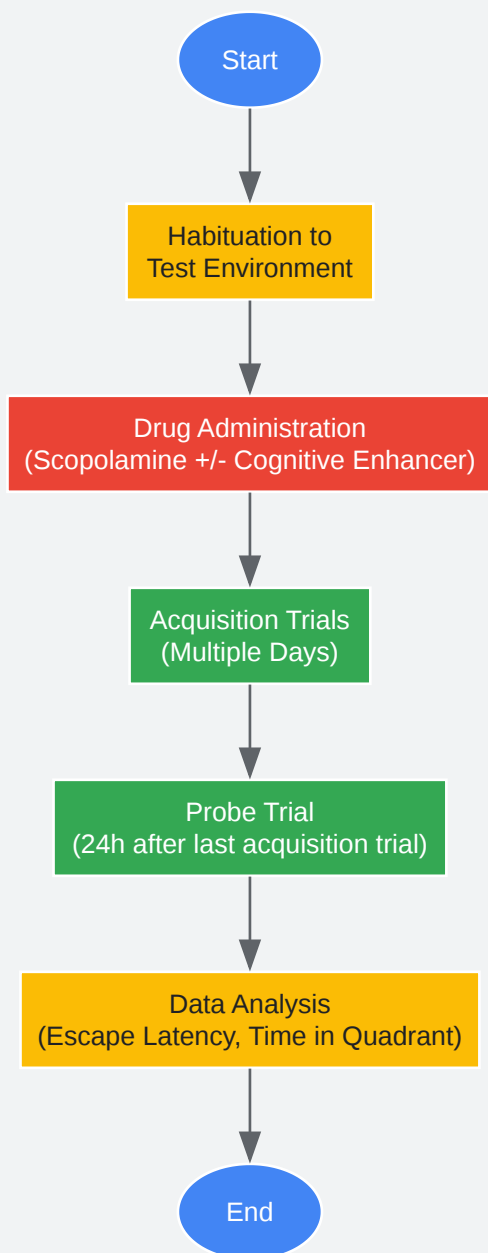 Start
Habituation to
Test Environment
Drug Administration
(Scopolamine +/- Cognitive Enhancer)
Acquisition Trials
(Multiple Days)
Probe Trial
(24h after last acquisition trial)
Data Analysis
(Escape Latency, Time in Quadrant)
End